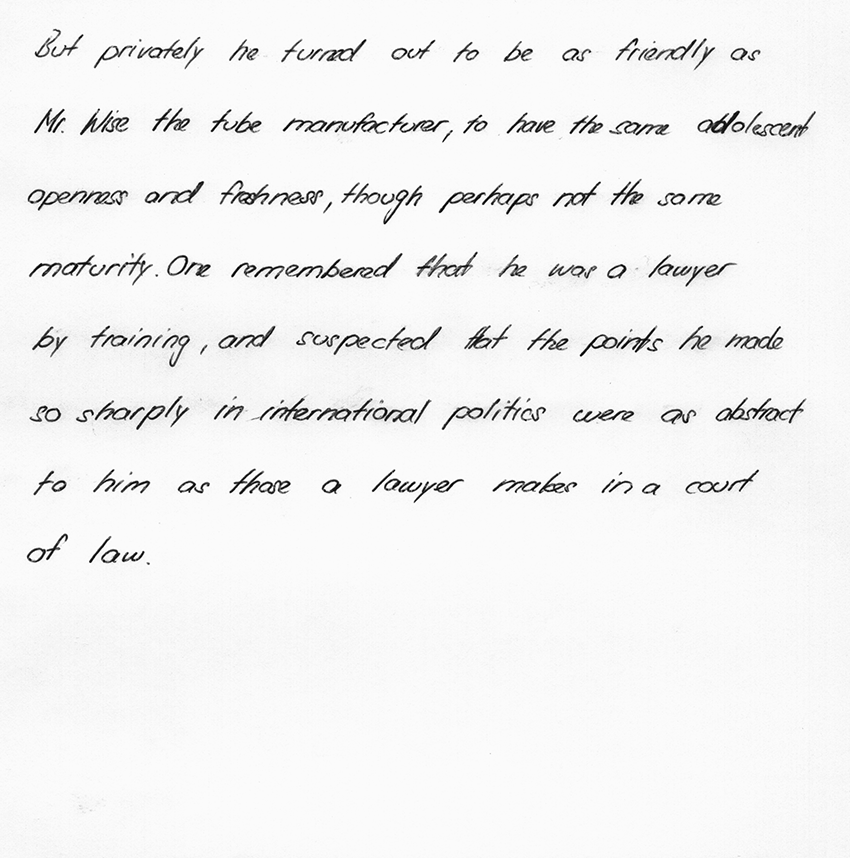 But privately he turned out to be as friendly as
Mr. Wise the tube manufacturer, to have the same adolescent
openness and freshness, though perhaps not the same
maturity. One remembered that he was a lawyer
by training, and suspected that the points he made
so sharply in international politics were as abstract
to him as those a lawyer makes in a court
of law.